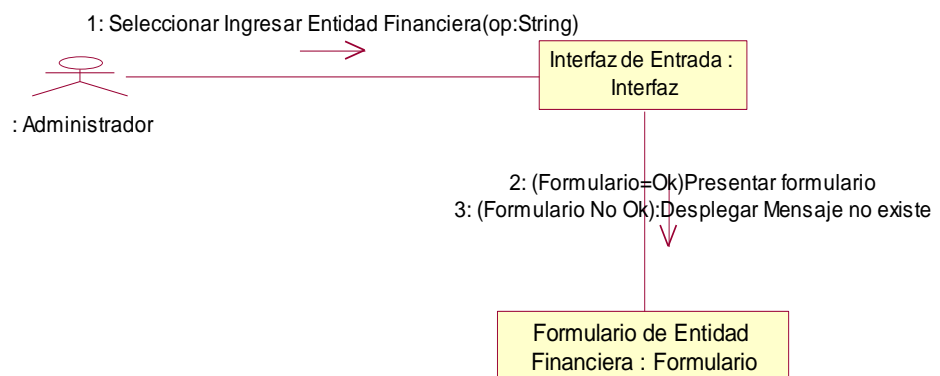 1: Seleccionar Ingresar Entidad Financiera(op:String)
Interfaz de Entrada :
Interfaz
: Administrador
2: (Formulario=Ok)Presentar formulario
3: (Formulario No Ok):Desplegar Mensaje no existe
Formulario de Entidad
Financiera : Formulario